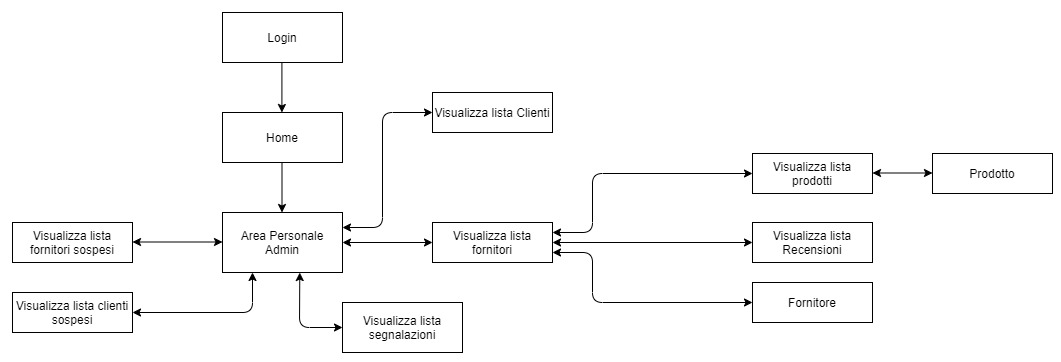 Login
Home
Visualizza lista Clienti
Visualizza lista
prodotti
Prodotto
Visualizza lista
fornitori sospesi
Area Personale
Admin
Visualizza lista
fornitori
Visualizza lista
Recensioni
Visualizza lista clienti
sospesi
Visualizza lista
segnalazioni
Fornitore